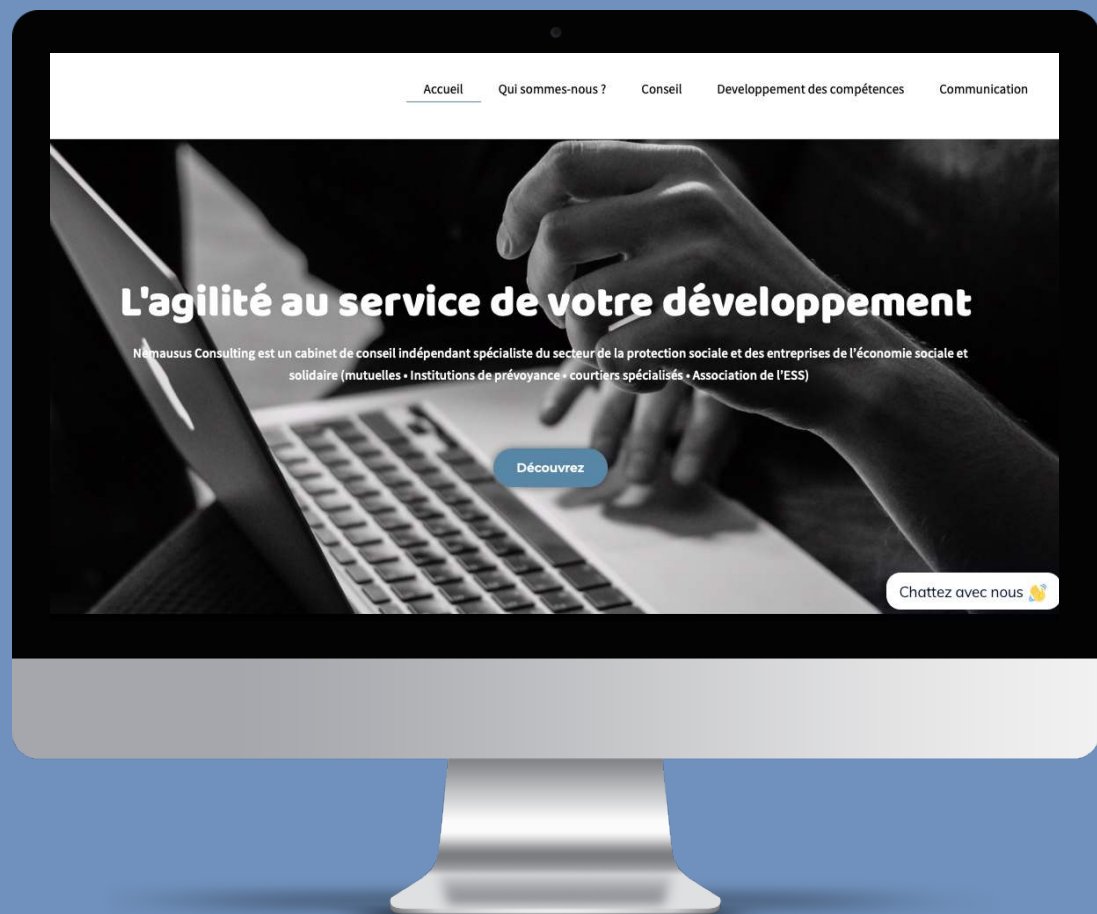 Accueil Qui sommes-nous ? Conseil Developpement des compétences Communication
L'agilité au service de votre développement
Némausus Consulting est un cabinet de conseil indépendant spécialiste du secteur de la protection sociale et des entreprises de l'économie sociale et
solidaire (mutuelles • Institutions de prévoyance • courtiers spécialisés • Association de l'ESS)
Découvrez
Chattez avec nous 👋